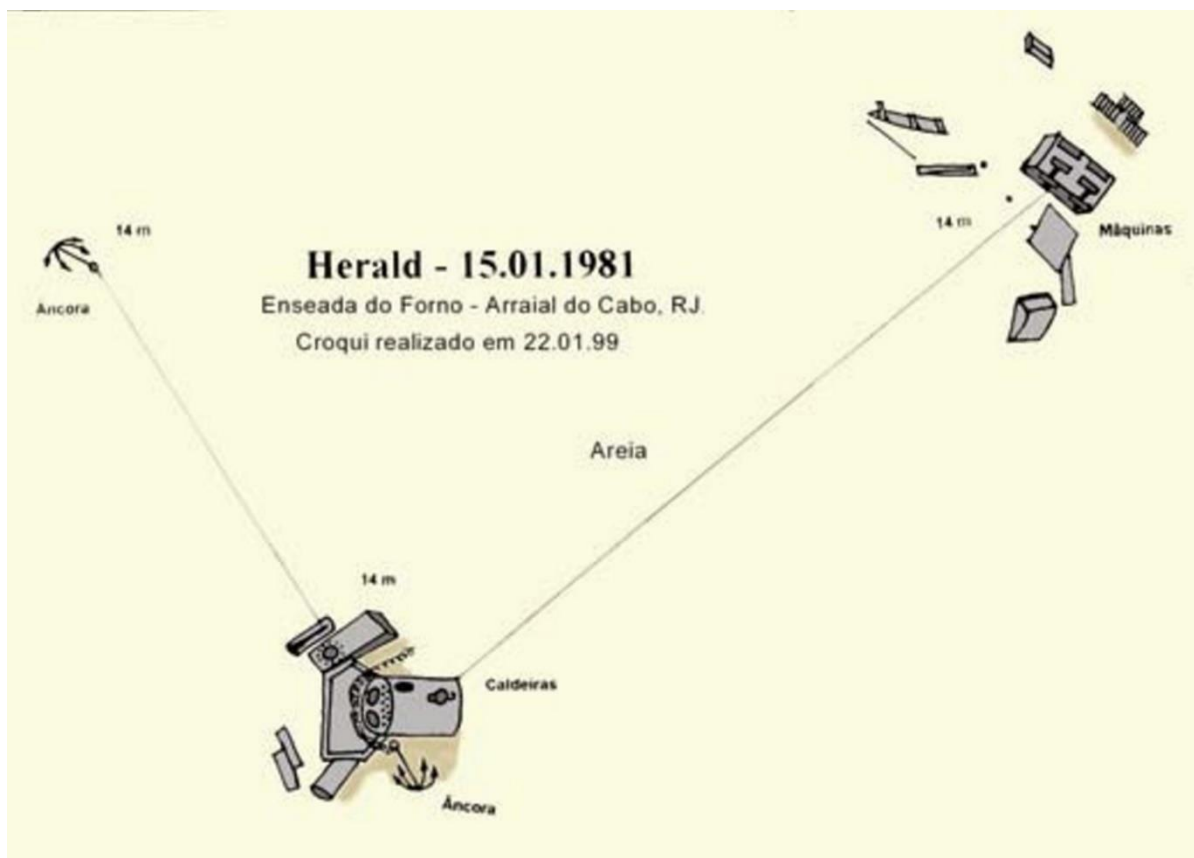 14 m
Máquinas
14 m
Âncora
Herald - 15.01.1981
Enseada do Forno - Arraial do Cabo, RJ.
Croqui realizado em 22.01.99
Areia
14 m
Caldeiras
Âncora